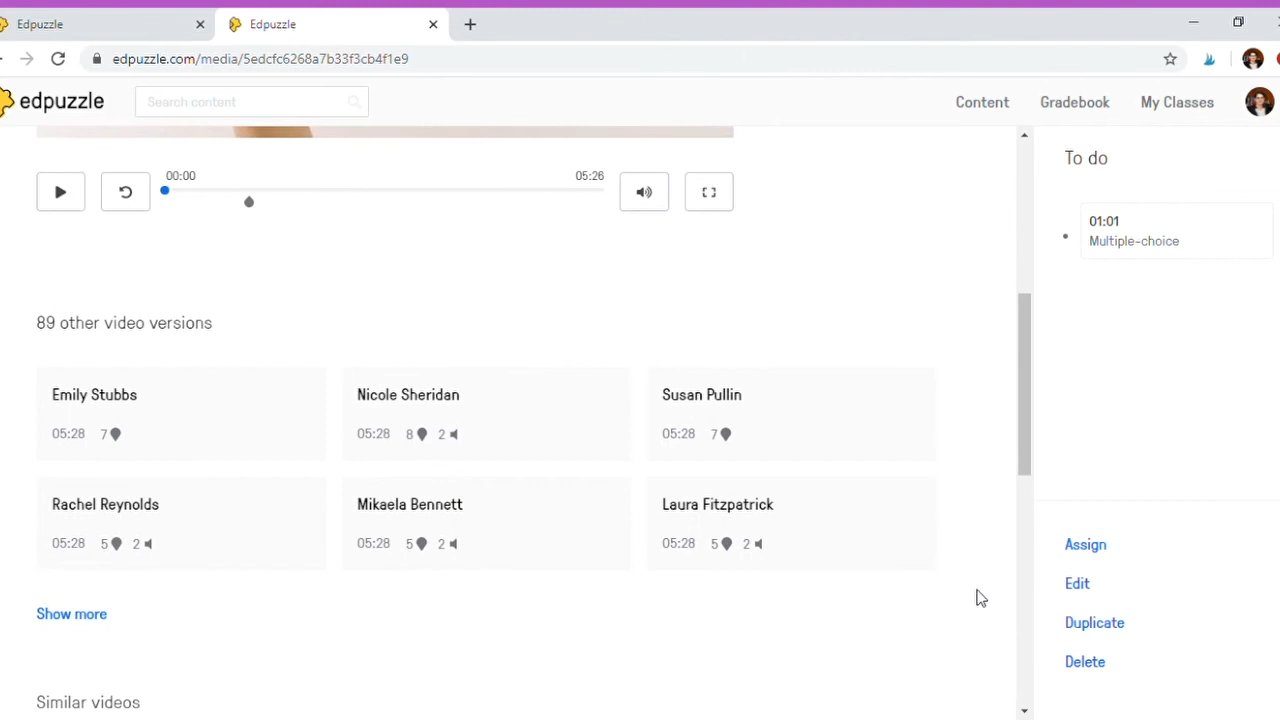 Edpuzzle
Edpuzzle
edpuzzle.com/media/5edcfc6268a7b33f3cb4f1e9
edpuzzle
Search content
Content
Gradebook
My Classes
00:00
05:26
To do
01:01
Multiple-choice
89 other video versions
Emily Stubbs
05:28 7
Nicole Sheridan
05:28 8 2
Susan Pullin
05:28 7
Rachel Reynolds
05:28 5 2
Mikaela Bennett
05:28 5 2
Laura Fitzpatrick
05:28 5 2
Show more
Similar videos
Assign
Edit
Duplicate
Delete